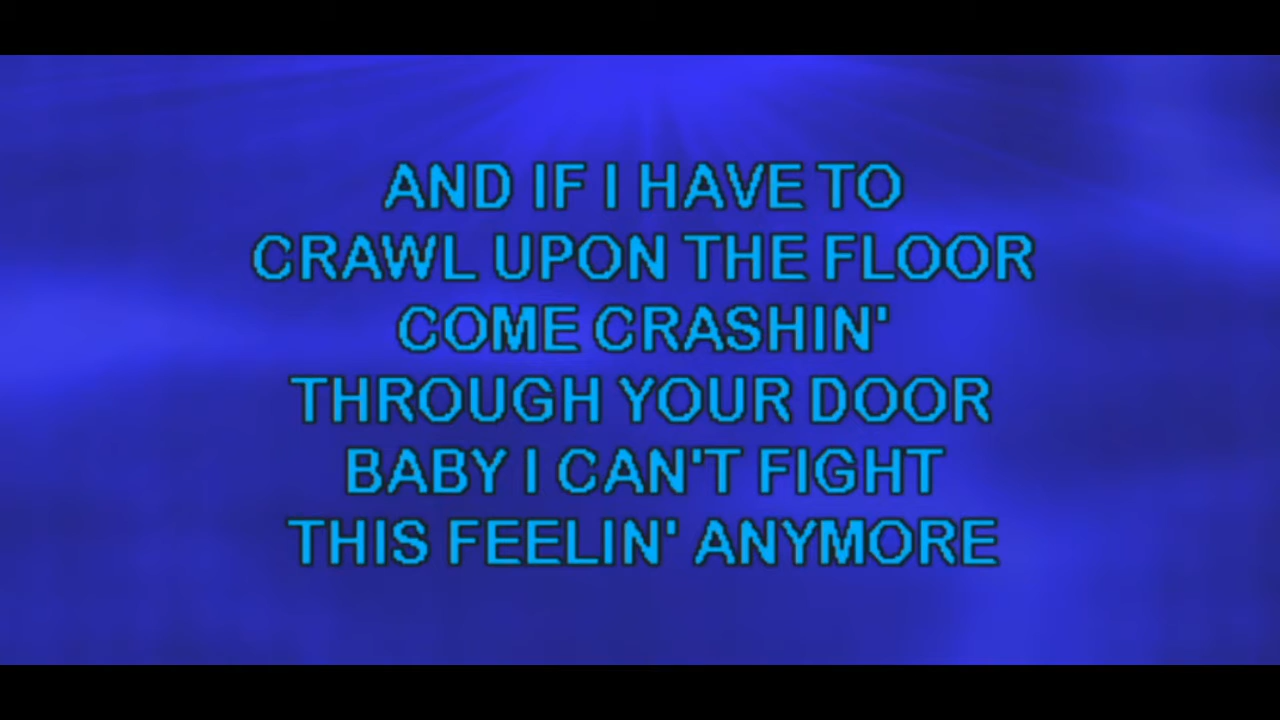 AND IF I HAVE TO
CRAWL UPON THE FLOOR
COME CRASHIN'
THROUGH YOUR DOOR
BABY I CAN'T FIGHT
THIS FEELIN' ANYMORE